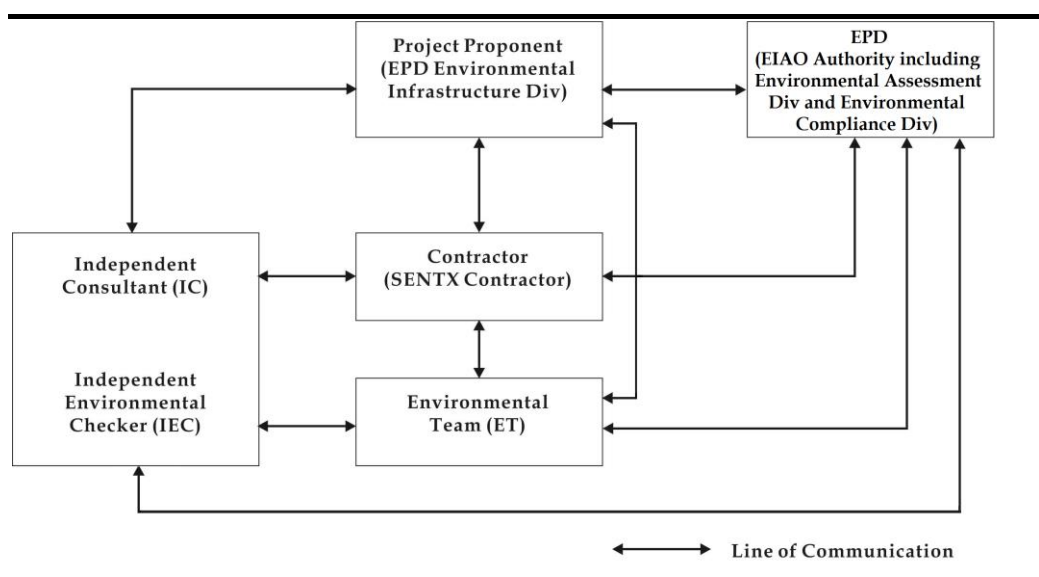 Project Proponent
(EPD Environmental
Infrastructure Div)
EPD
(EIAO Authority including
Environmental Assessment
Div and Environmental
Compliance Div)
Independent
Consultant (IC)
Contractor
(SENTX Contractor)
Independent
Environmental
Checker (IEC)
Environmental
Team (ET)
Line of Communication